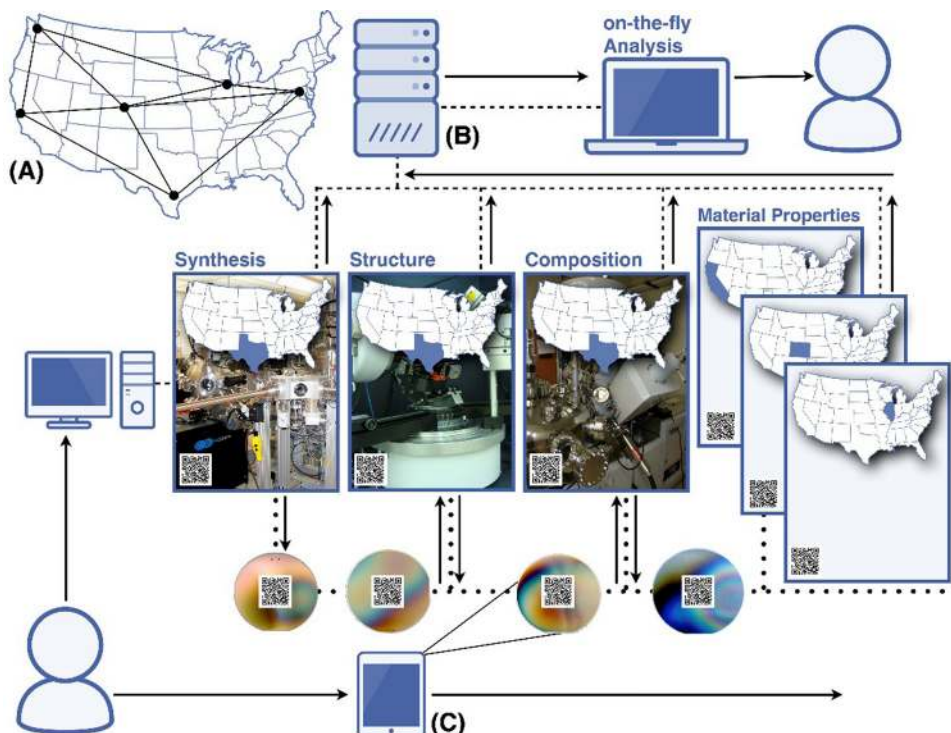 on-the-fly
Analysis
(A)
(B)
Material Properties
Synthesis
Structure
Composition
(C)